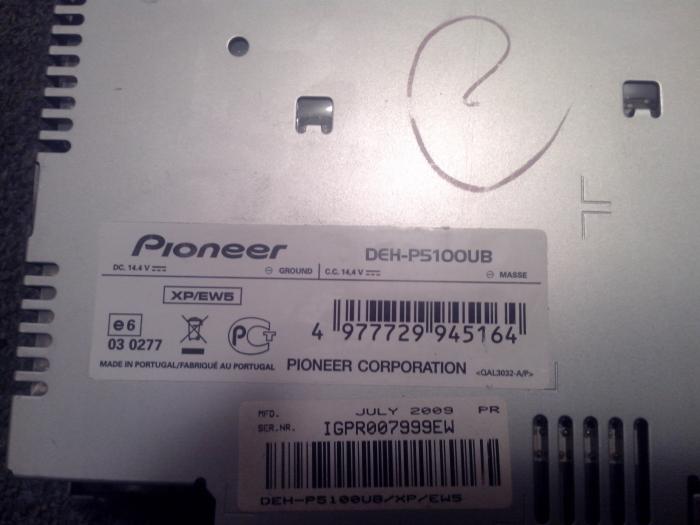 e
Pioneer DEH-P5100UB
DC. 14.4 V ⎓ ⊖ GROUND C.C. 14,4 V ⎓ ⊖ MASSE
XP/EW5
e6
03 0277
4 977729 945164
MADE IN PORTUGAL/FABRIQUÉ AU PORTUGAL PIONEER CORPORATION <QAL3032-A/P>
MFD. JULY 2009 PR
SER.NR. IGPR007999EW
DEH-P5100UB/XP/EW5